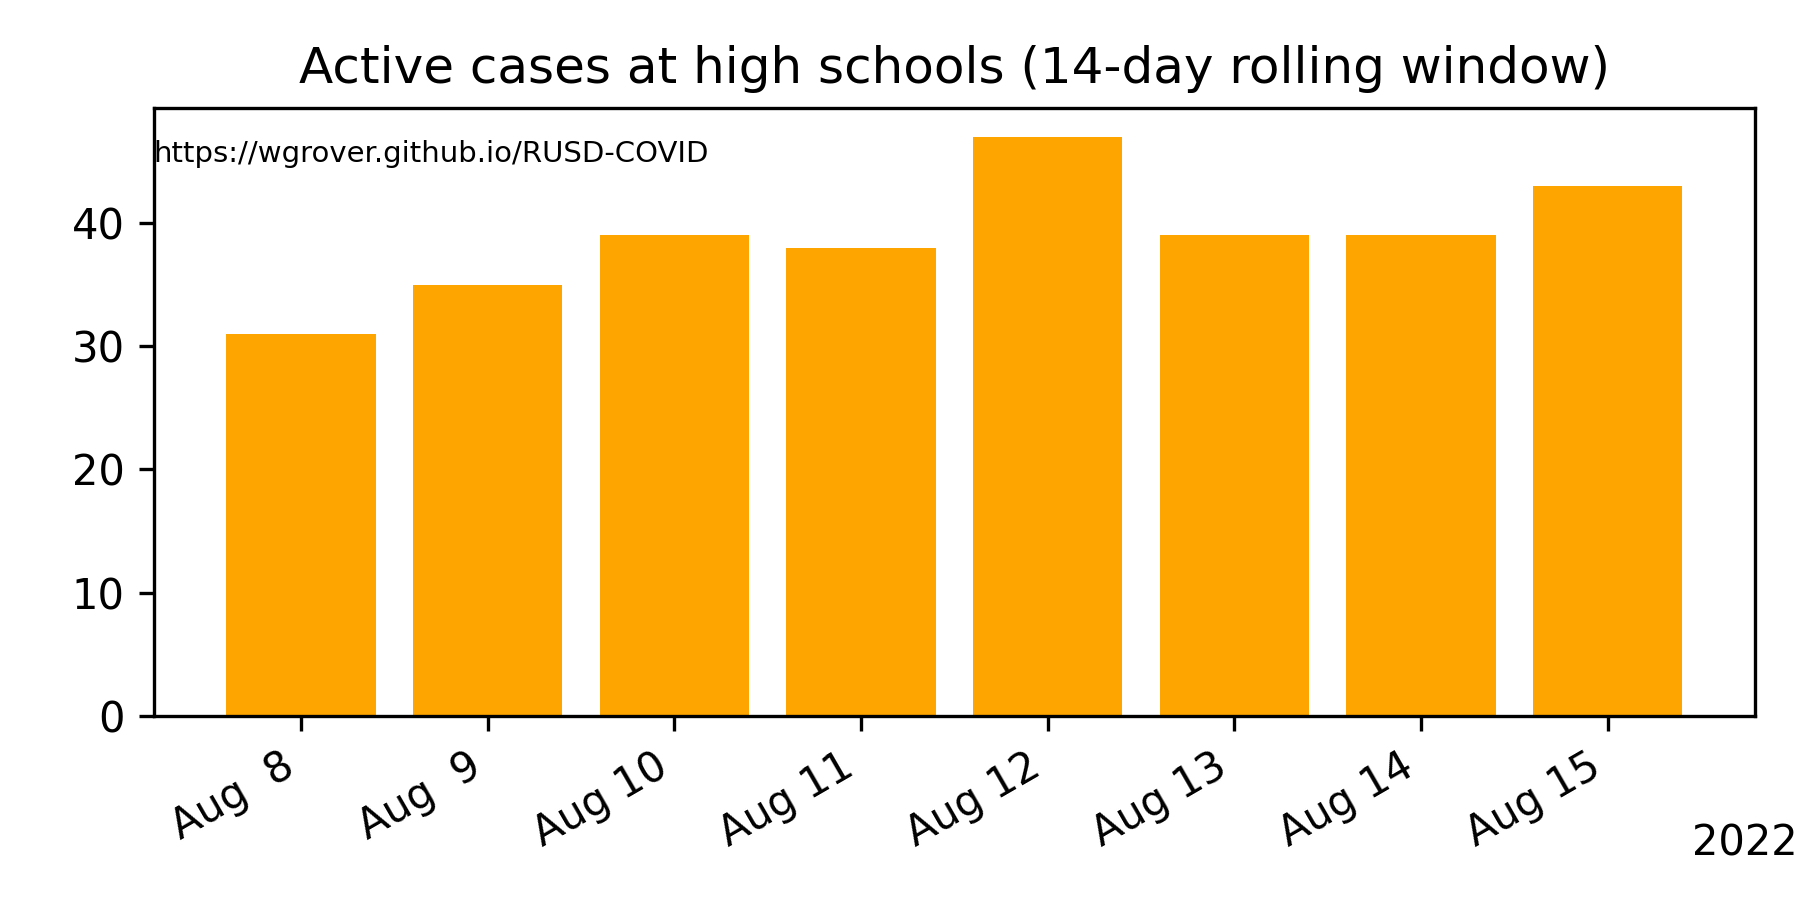 Active cases at high schools (14-day rolling window)
https://wgrover.github.io/RUSD-COVID
40
30
20
10
0
Aug 8
Aug 9
Aug 10
Aug 11
Aug 12
Aug 13
Aug 14
Aug 15
2022